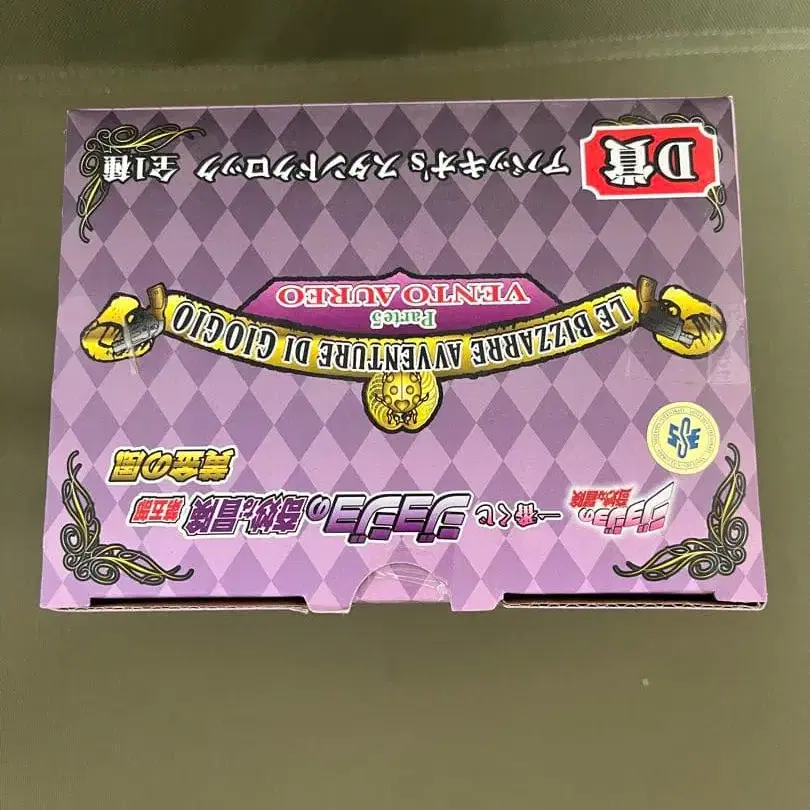 ジョジョの奇妙な冒険
一番くじ ジョジョの奇妙な冒険 第五部
黄金の風
LE BIZZARRE AVVENTURE DI GIOGIO
Parte5
VENTO AUREO
D賞 アバッキオ's スタンドクロック 全1種